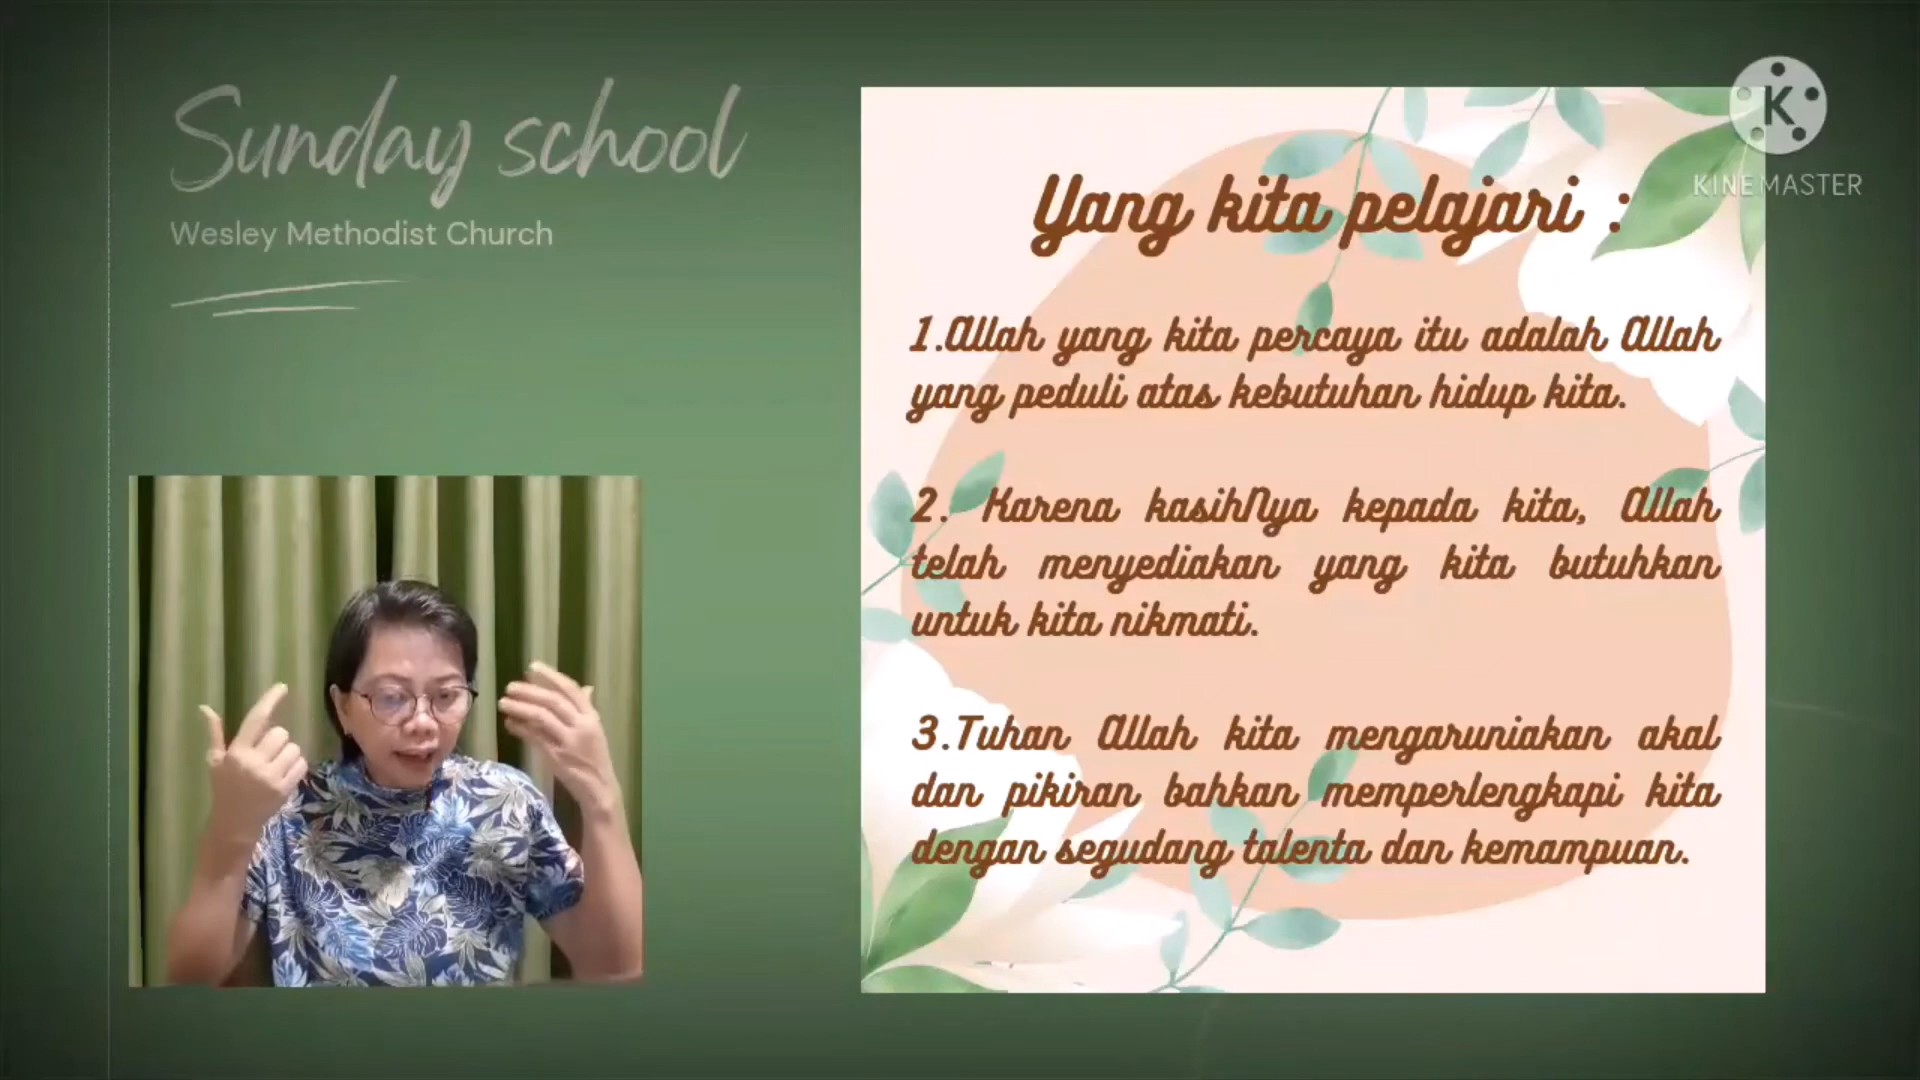 Sunday school
Wesley Methodist Church
K
KINEMASTER
Yang kita pelajari :
1.Allah yang kita percaya itu adalah Allah
yang peduli atas kebutuhan hidup kita.
2. Karena kasihNya kepada kita, Allah
telah menyediakan yang kita butuhkan
untuk kita nikmati.
3.Tuhan Allah kita mengaruniakan akal
dan pikiran bahkan memperlengkapi kita
dengan segudang talenta dan kemampuan.